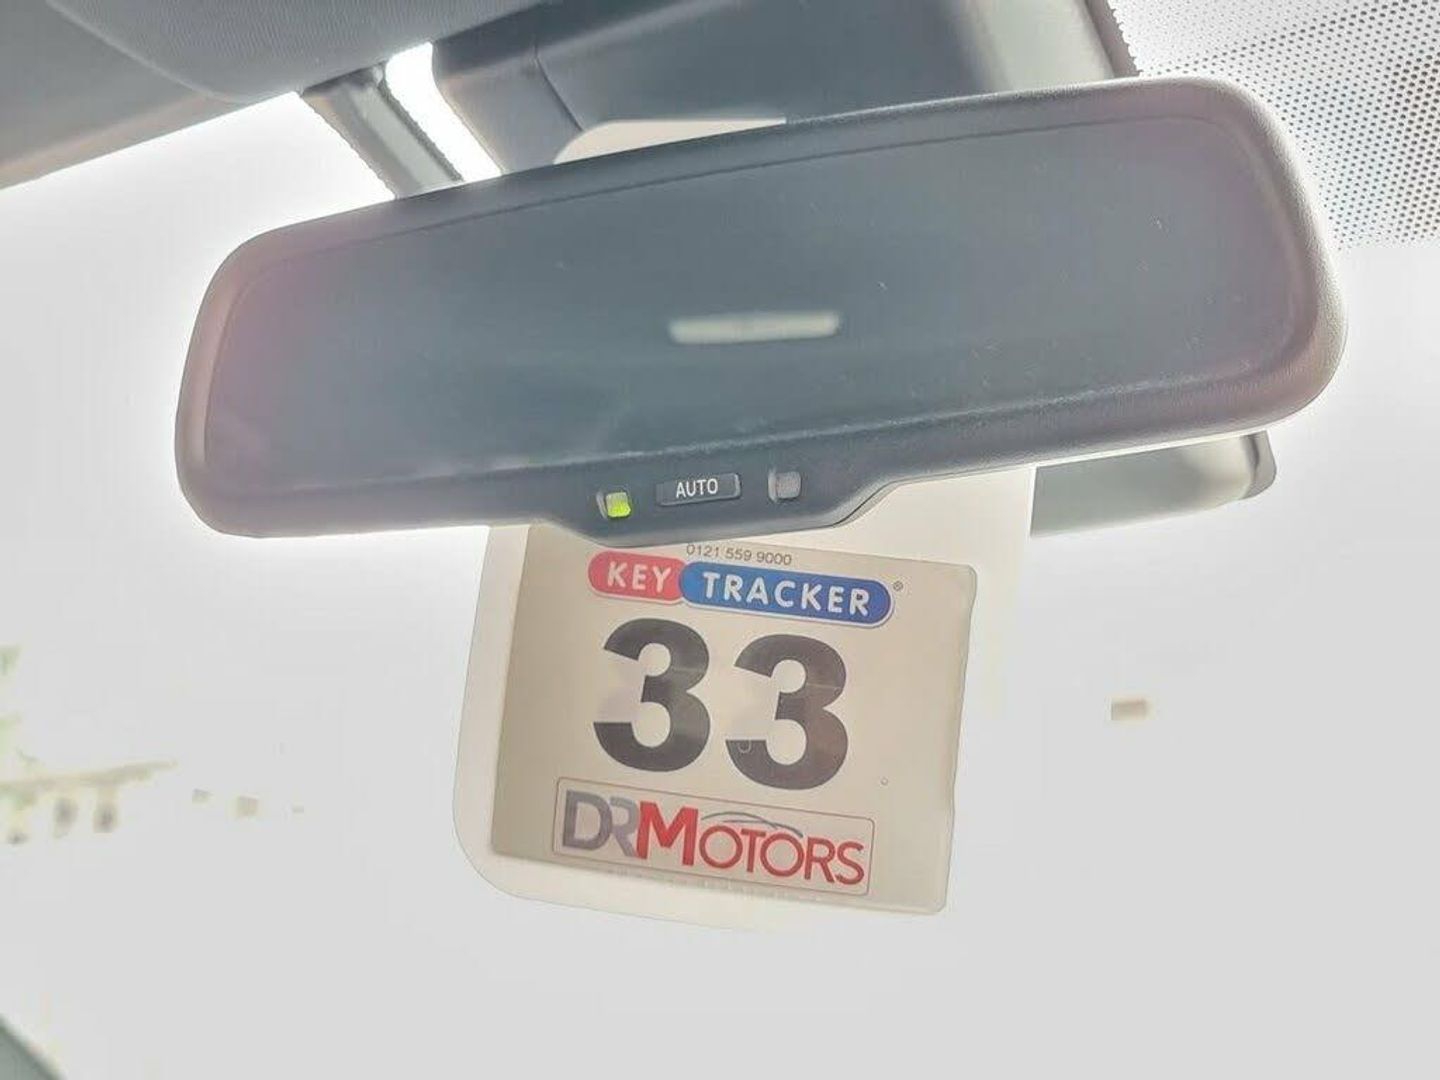 AUTO
0121 559 9000
KEY TRACKER®
33
DRMOTORS